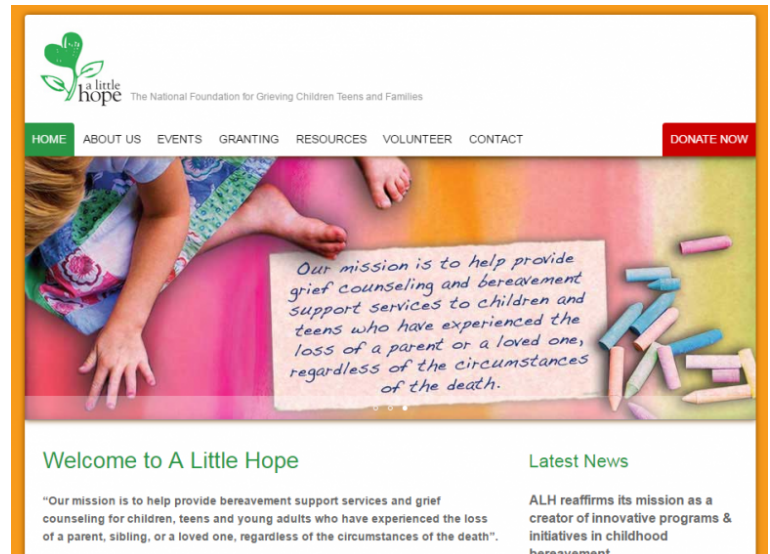 a little
hope
The National Foundation for Grieving Children Teens and Families
HOME ABOUT US EVENTS GRANTING RESOURCES VOLUNTEER CONTACT DONATE NOW
Our mission is to help provide
grief counseling and bereavement
support services to children and
teens who have experienced the
loss of a parent or a loved one,
regardless of the circumstances
of the death.
Welcome to A Little Hope
“Our mission is to help provide bereavement support services and grief
counseling for children, teens and young adults who have experienced the loss
of a parent, sibling, or a loved one, regardless of the circumstances of the death”.
Latest News
ALH reaffirms its mission as a
creator of innovative programs &
initiatives in childhood
bereavement